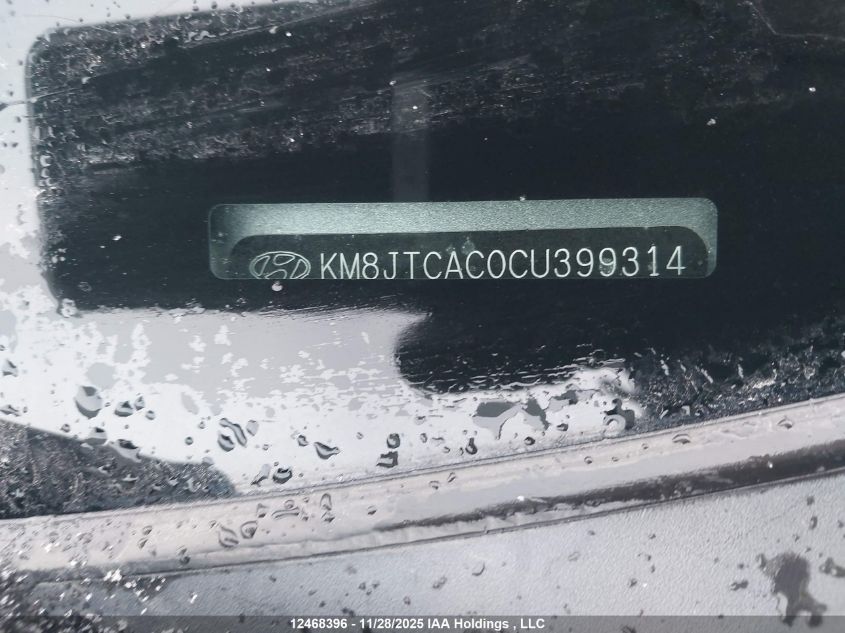 KM8JTCAC0CU399314
12468396 - 11/28/2025 IAA Holdings , LLC